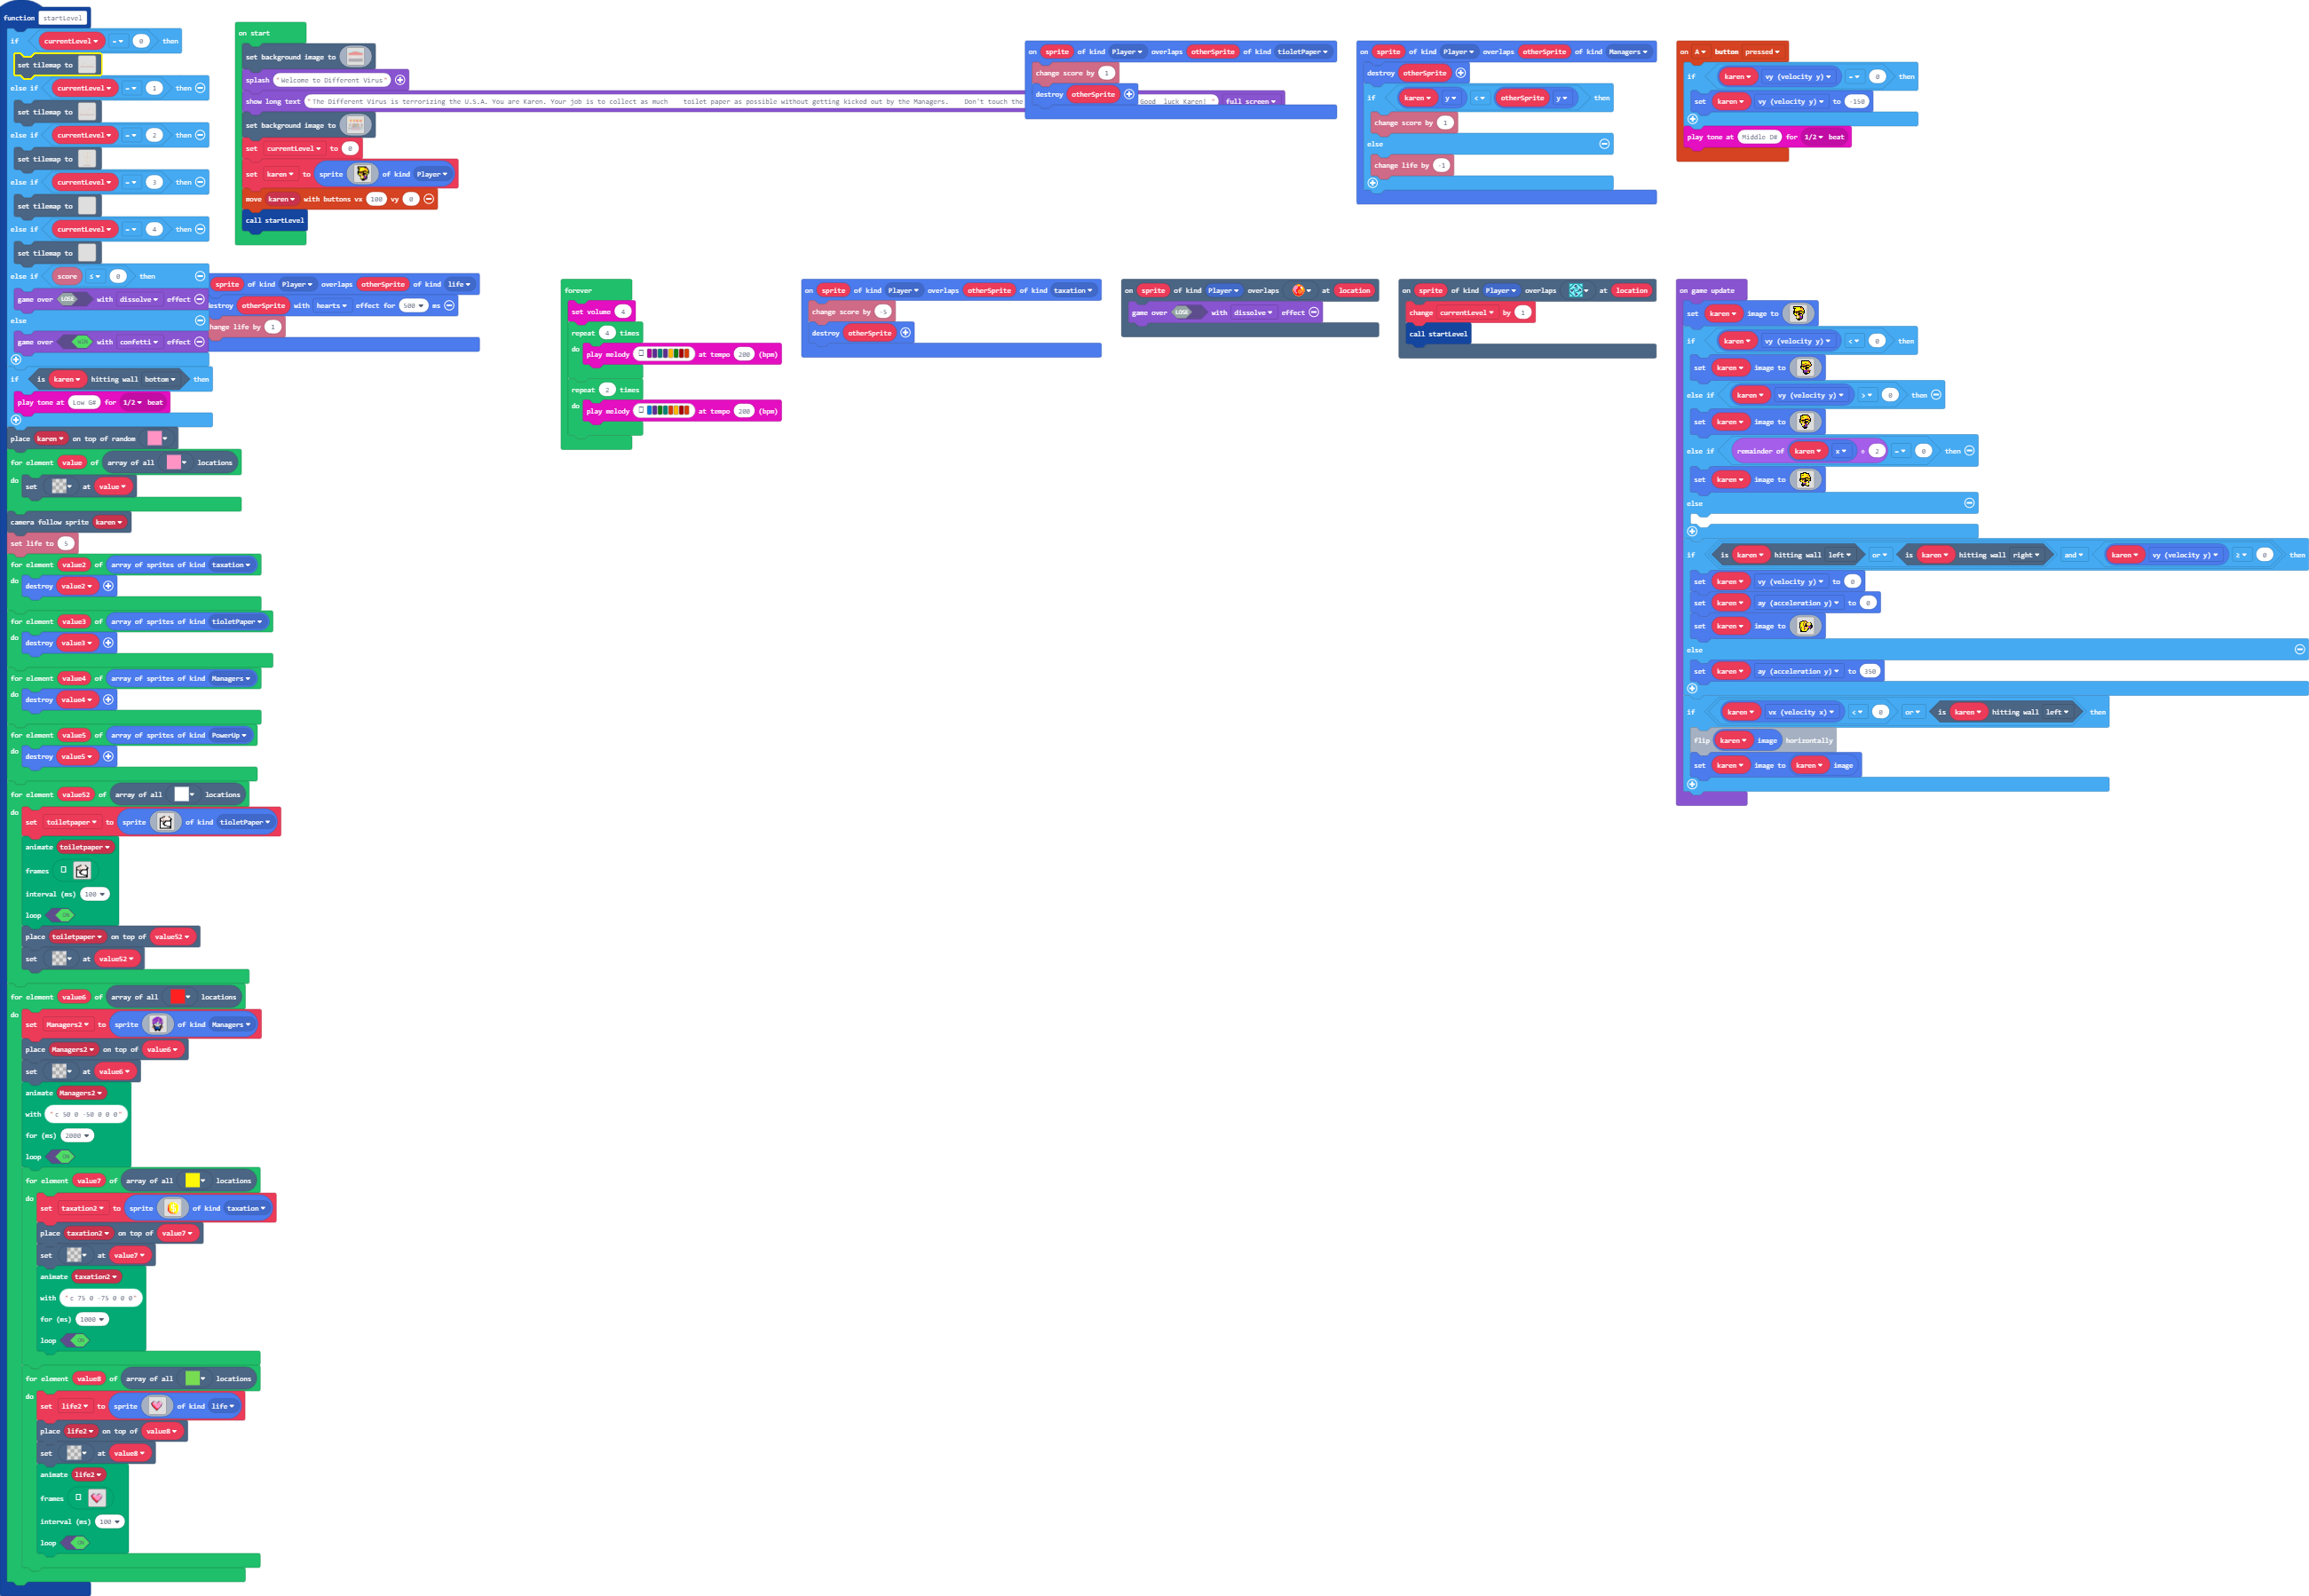 function startLevel
if currentLevel = 0 then
set tilemap to
else if currentLevel = 1 then
set tilemap to
else if currentLevel = 2 then
set tilemap to
else if currentLevel = 3 then
set tilemap to
else if currentLevel = 4 then
set tilemap to
else if score ≤ 0 then
game over LOSE with dissolve effect
else
game over WIN with confetti effect
if is karen hitting wall bottom then
play tone at Low G# for 1/2 beat
place karen on top of random
for element value of array of all locations
do set at value
camera follow sprite karen
set life to 5
for element value2 of array of sprites of kind taxation
do destroy value2
for element value3 of array of sprites of kind tioletPaper
do destroy value3
for element value4 of array of sprites of kind Managers
do destroy value4
for element value5 of array of sprites of kind PowerUp
do destroy value5
for element value52 of array of all locations
do set toiletpaper to sprite of kind tioletPaper
animate toiletpaper
frames
interval (ms) 100
loop ON
place toiletpaper on top of value52
set at value52
for element value6 of array of all locations
do set Managers2 to sprite of kind Managers
place Managers2 on top of value6
set at value6
animate Managers2
with "c 50 0 -50 0 0 0"
for (ms) 2000
loop ON
for element value7 of array of all locations
do set taxation2 to sprite of kind taxation
place taxation2 on top of value7
set at value7
animate taxation2
with "c 75 0 -75 0 0 0"
for (ms) 1000
loop ON
for element value8 of array of all locations
do set life2 to sprite of kind life
place life2 on top of value8
set at value8
animate life2
frames
interval (ms) 100
loop ON
on start
set background image to
splash "Welcome to Different Virus"
show long text "The Different Virus is terrorizing the U.S.A. You are Karen. Your job is to collect as much toilet paper as possible without getting kicked out by the Managers. Don't touch the Good luck Karen! " full screen
set background image to
set currentLevel to 0
set karen to sprite of kind Player
move karen with buttons vx 100 vy 0
call startLevel
on sprite of kind Player overlaps otherSprite of kind tioletPaper
change score by 1
destroy otherSprite
on sprite of kind Player overlaps otherSprite of kind Managers
destroy otherSprite
if karen y < otherSprite y then
change score by 1
else
change life by -1
on A button pressed
if karen vy (velocity y) = 0 then
set karen vy (velocity y) to -150
play tone at Middle D# for 1/2 beat
sprite of kind Player overlaps otherSprite of kind life
destroy otherSprite with hearts effect for 500 ms
hange life by 1
forever
set volume 4
repeat 4 times
do play melody at tempo 200 (bpm)
repeat 2 times
do play melody at tempo 200 (bpm)
on sprite of kind Player overlaps otherSprite of kind taxation
change score by -5
destroy otherSprite
on sprite of kind Player overlaps at location
game over LOSE with dissolve effect
on sprite of kind Player overlaps at location
change currentLevel by 1
call startLevel
on game update
set karen image to
if karen vy (velocity y) < 0 then
set karen image to
else if karen vy (velocity y) > 0 then
set karen image to
else if remainder of karen x ÷ 2 = 0 then
set karen image to
else
if is karen hitting wall left or is karen hitting wall right and karen vy (velocity y) ≥ 0 then
set karen vy (velocity y) to 0
set karen ay (acceleration y) to 0
set karen image to
else
set karen ay (acceleration y) to 350
if karen vx (velocity x) < 0 or is karen hitting wall left then
flip karen image horizontally
set karen image to karen image